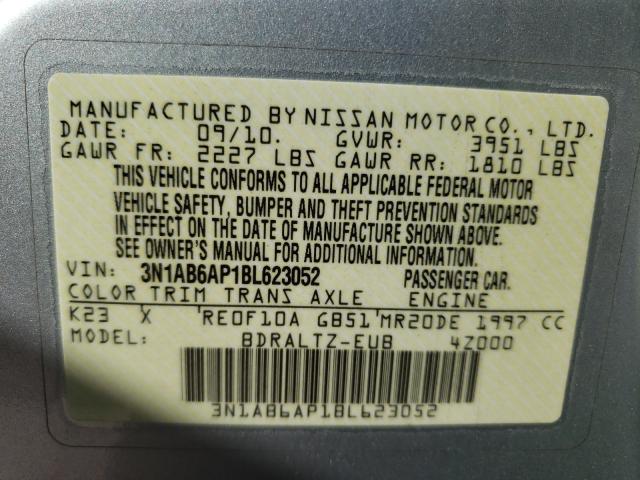 MANUFACTURED BY NISSAN MOTOR CO., LTD.
DATE: 09/10. GVWR: 3951 LBS
GAWR FR: 2227 LBS GAWR RR: 1810 LBS
THIS VEHICLE CONFORMS TO ALL APPLICABLE FEDERAL MOTOR
VEHICLE SAFETY, BUMPER AND THEFT PREVENTION STANDARDS
IN EFFECT ON THE DATE OF MANUFACTURE SHOWN ABOVE.
SEE OWNER'S MANUAL FOR ADDITIONAL INFORMATION.
VIN: 3N1AB6AP1BL623052 PASSENGER CAR.
COLOR TRIM TRANS AXLE ENGINE
K23 X 'RE0F10A GB51'MR20DE 1997 CC
MODEL: BDRALTZ-EUB 4Z000
3N1AB6AP1BL623052